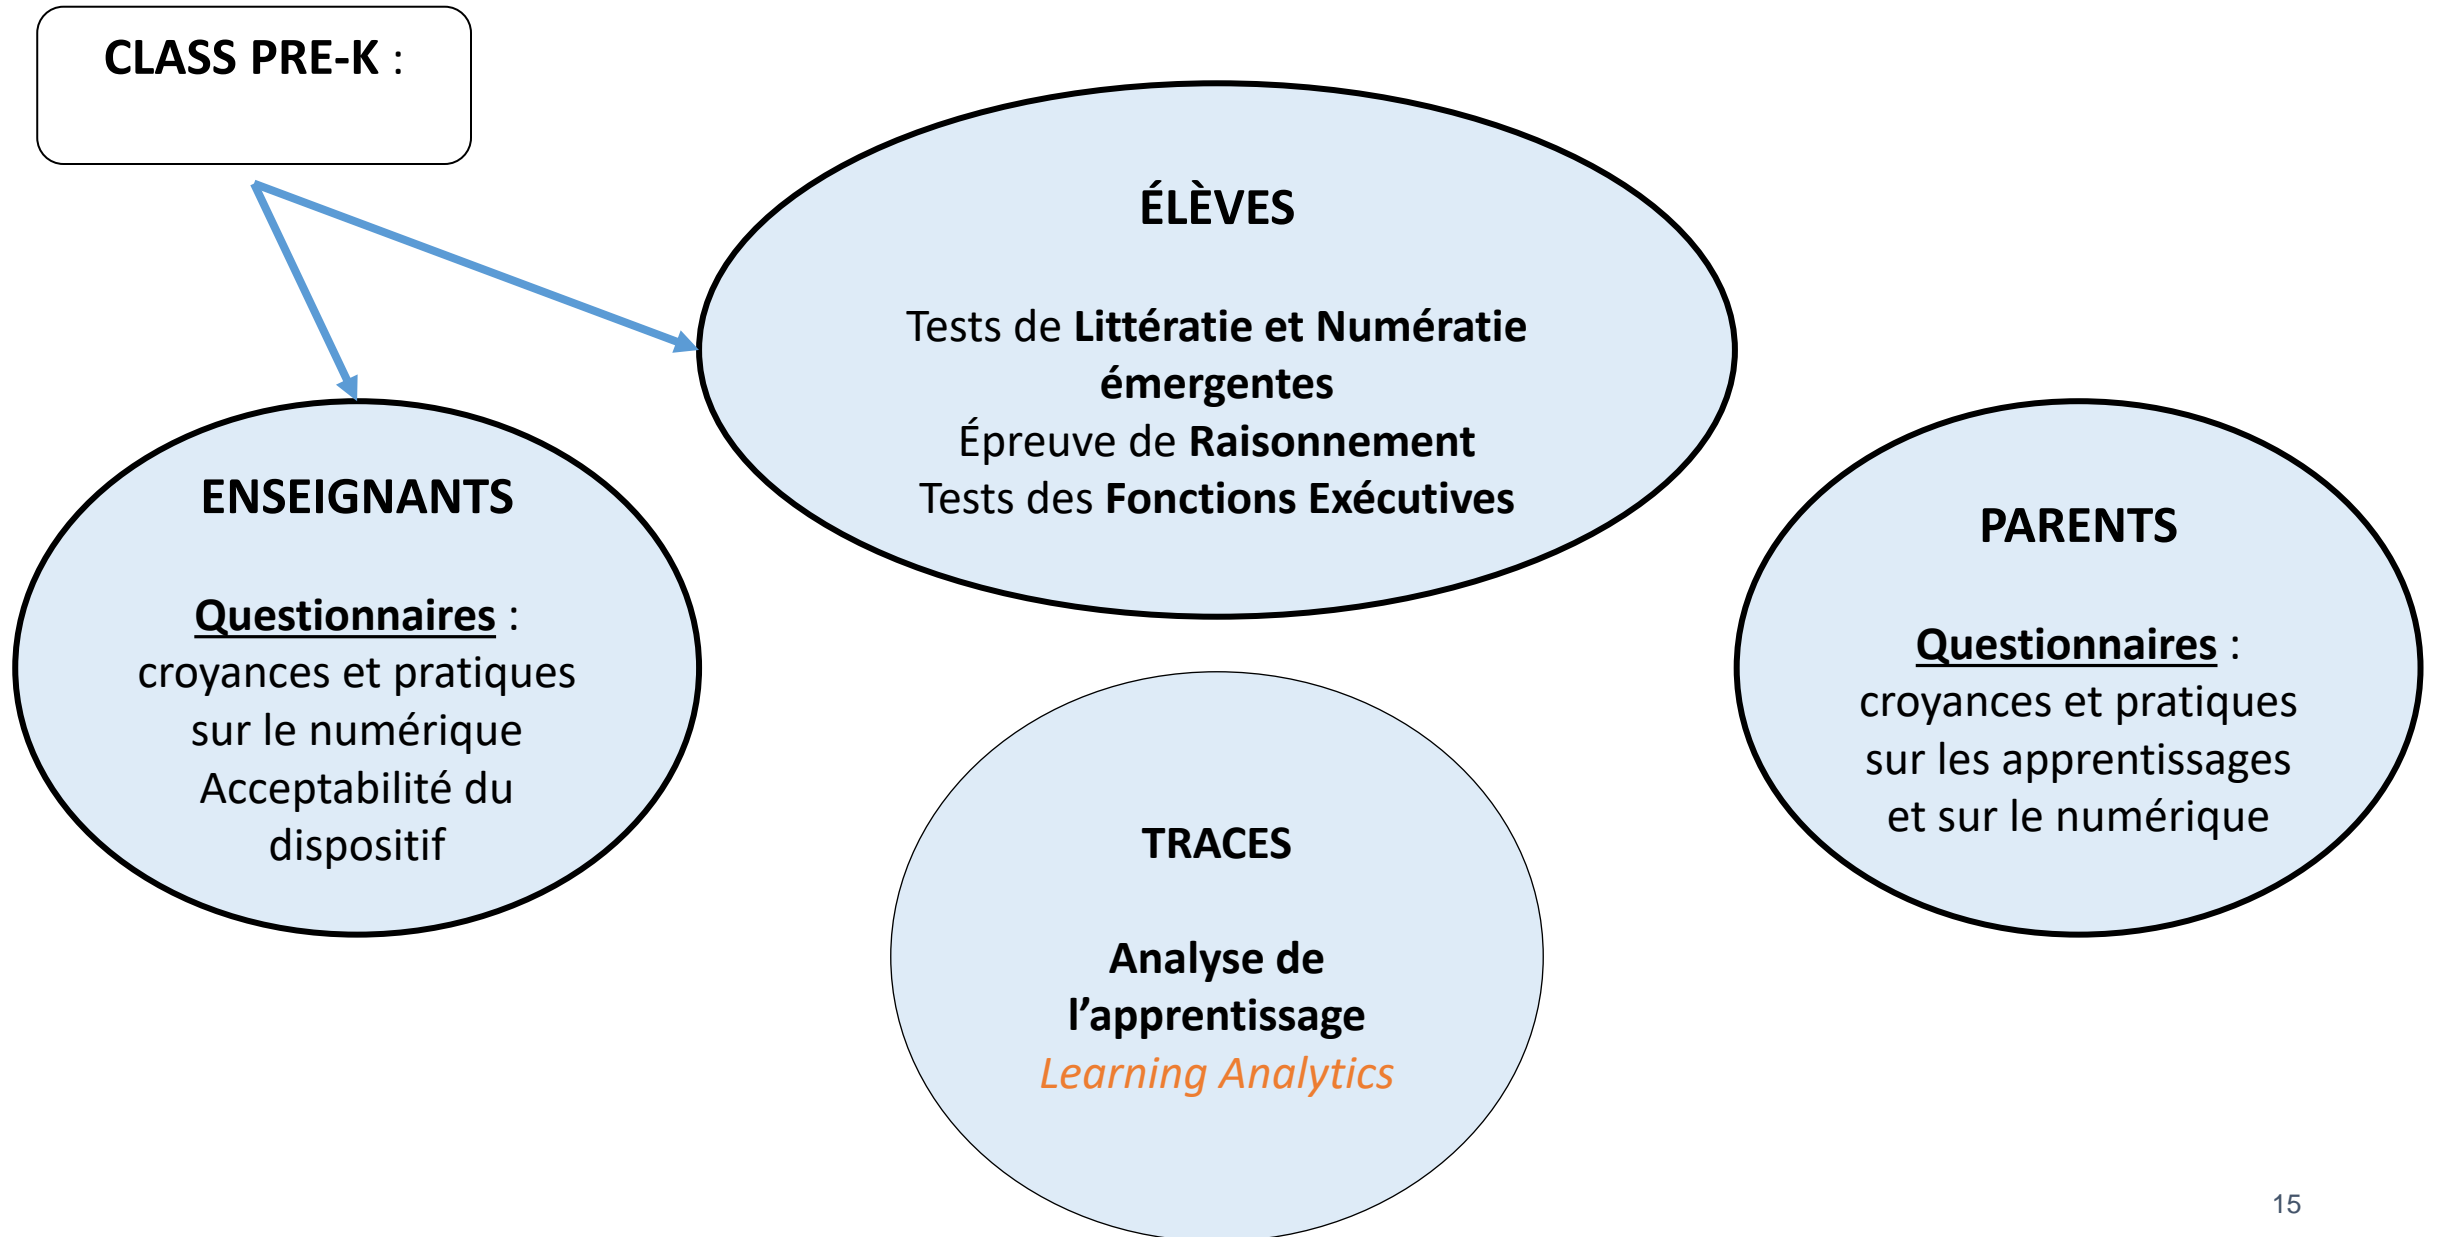 CLASS PRE-K :
ÉLÈVES
Tests de Littératie et Numératie
émergentes
Épreuve de Raisonnement
Tests des Fonctions Exécutives
ENSEIGNANTS
Questionnaires :
croyances et pratiques
sur le numérique
Acceptabilité du
dispositif
PARENTS
Questionnaires :
croyances et pratiques
sur les apprentissages
et sur le numérique
TRACES
Analyse de
l’apprentissage
Learning Analytics
15